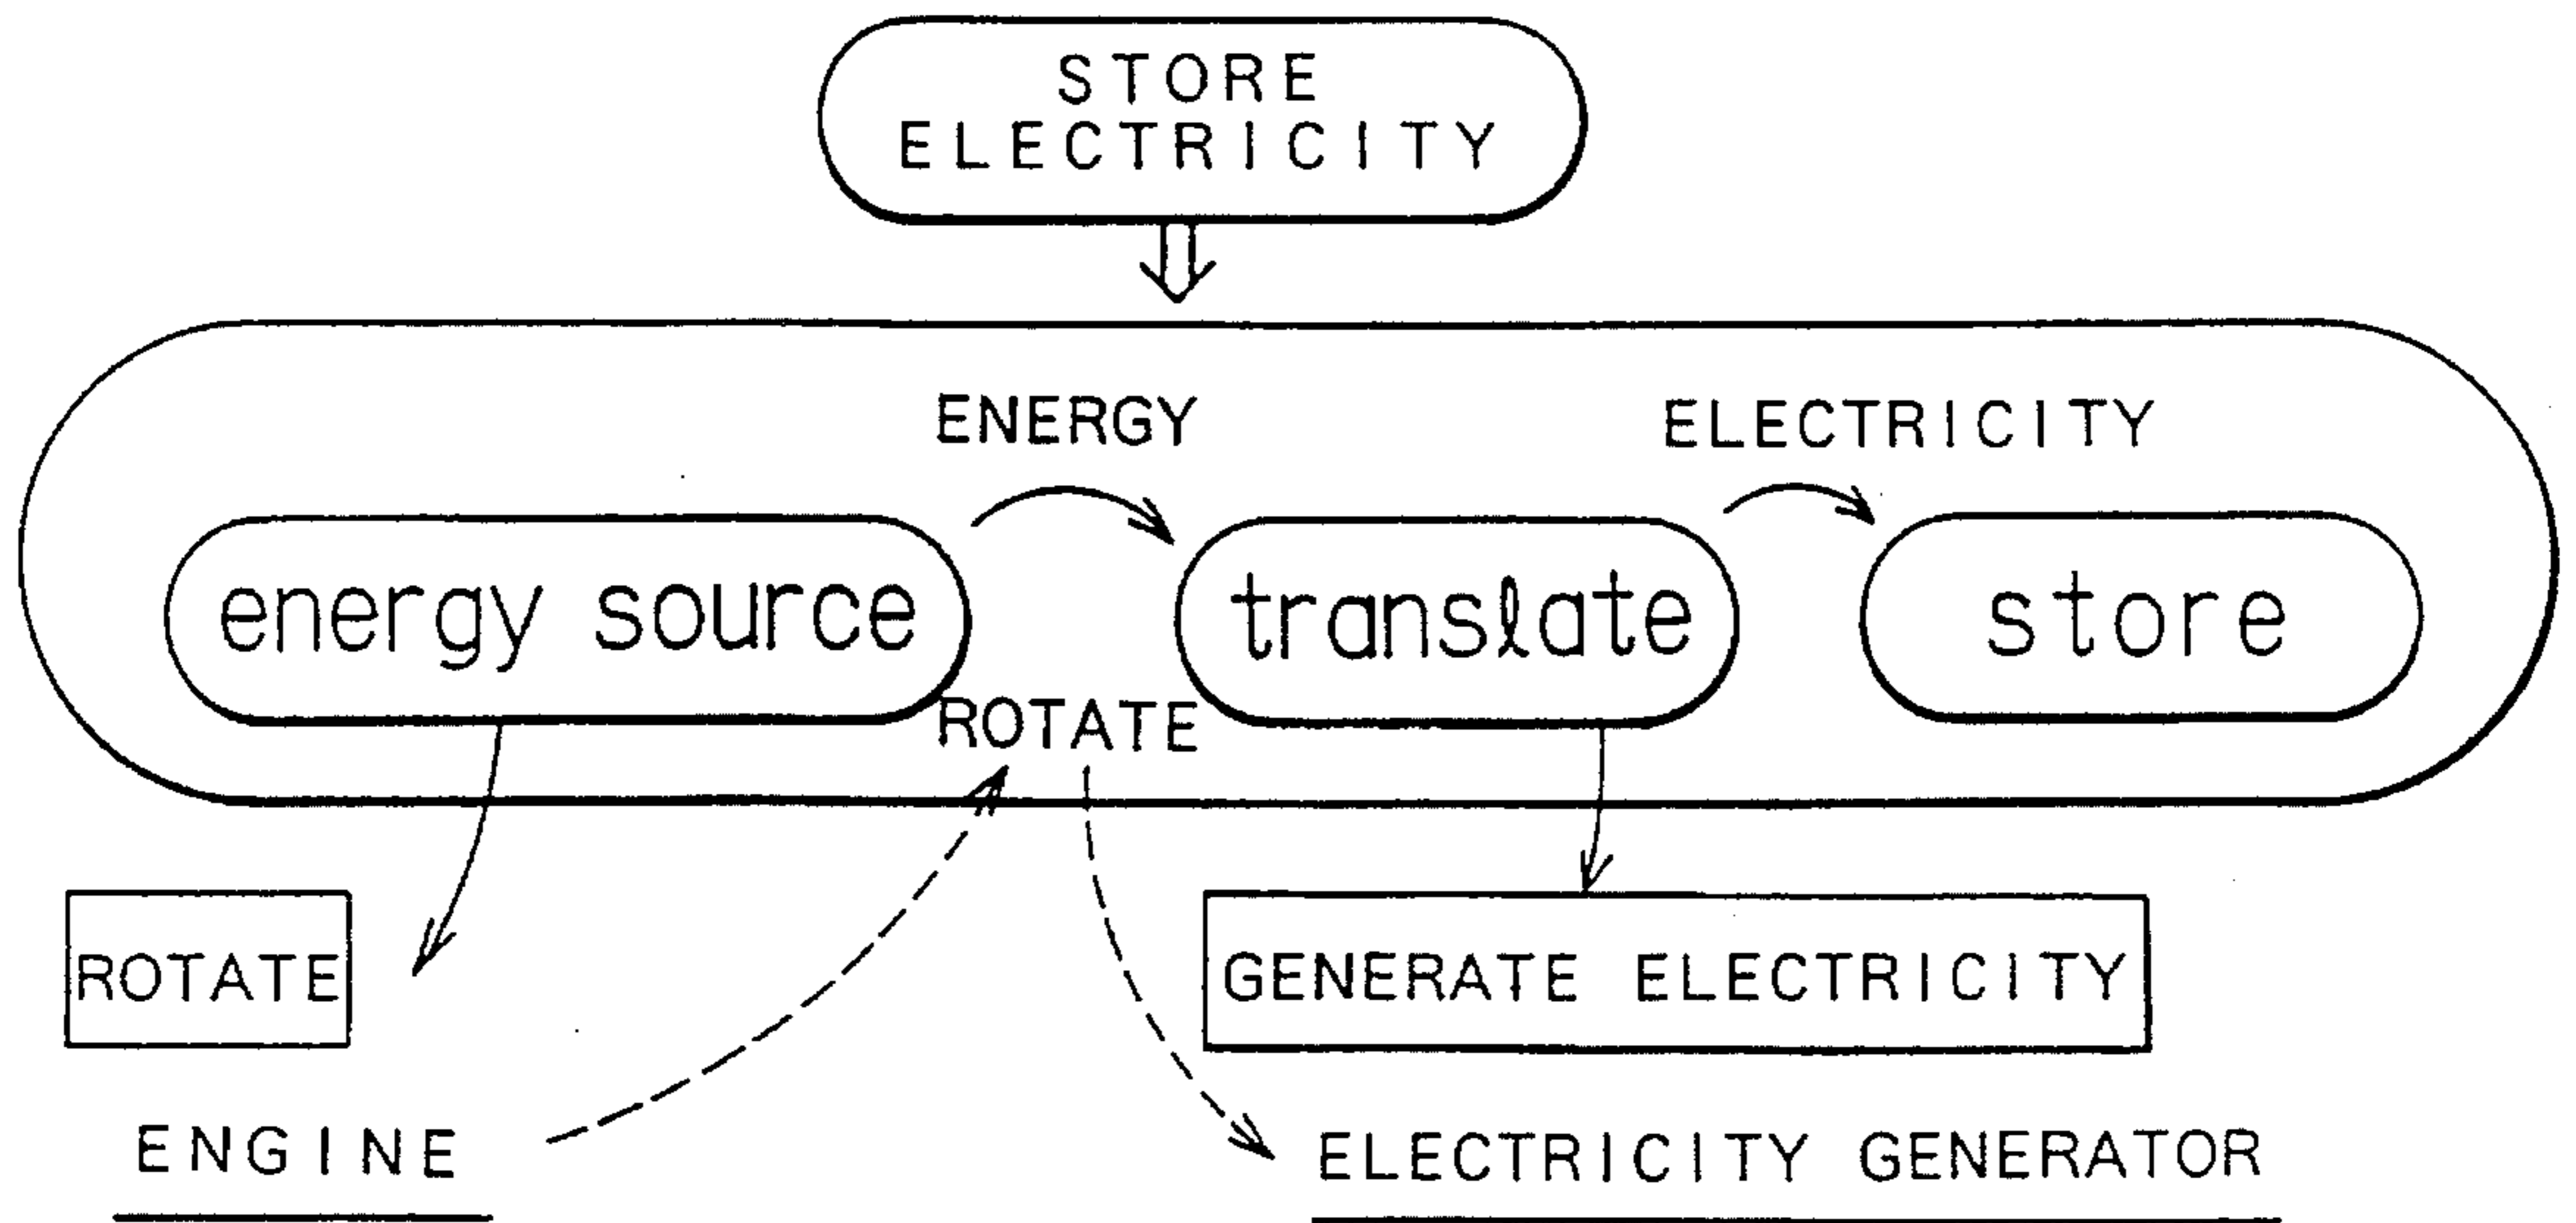 STORE
ELECTRICITY
ENERGY
ELECTRICITY
energy source
translate
store
ROTATE
ROTATE
GENERATE ELECTRICITY
ENGINE
ELECTRICITY GENERATOR